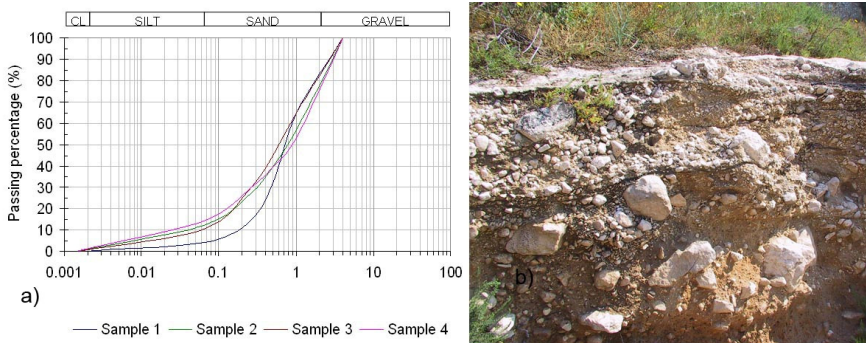 CL SILT SAND GRAVEL
100
90
80
70
60
50
40
30
20
10
0
Passing percentage (%)
0.001 0.01 0.1 1 10 100
a)
b)
Sample 1 Sample 2 Sample 3 Sample 4